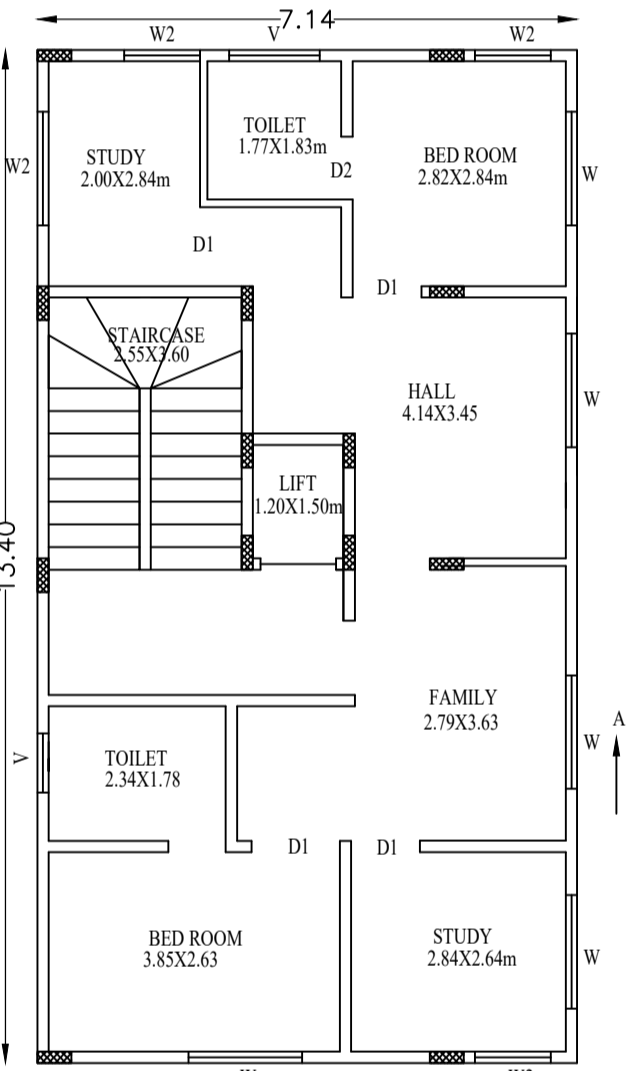 7.14
W2
V
W2
TOILET
1.77X1.83m
STUDY
2.00X2.84m
BED ROOM
2.82X2.84m
W2
D2
W
D1
D1
STAIRCASE
2.55X3.60
HALL
4.14X3.45
W
LIFT
1.20X1.50m
13.40
FAMILY
2.79X3.63
A
W
V
TOILET
2.34X1.78
D1
D1
BED ROOM
3.85X2.63
STUDY
2.84X2.64m
W